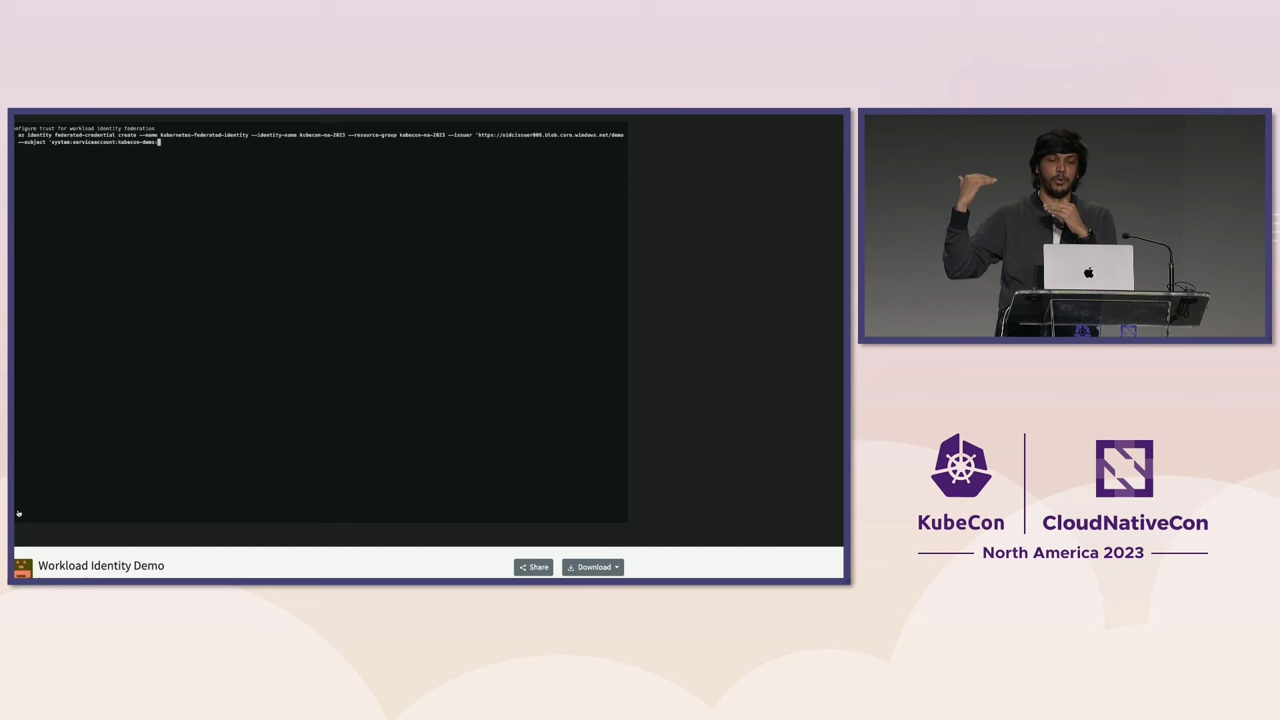 nfigure trust for workload identity federation
az identity federated-credential create --name kubernetes-federated-identity --identity-name kubecon-na-2023 --resource-group kubecon-na-2023 --issuer 'https://oidcissuer008.blob.core.windows.net/demo
--subject 'system:serviceaccount:kubecon-demo:
Workload Identity Demo
Share
Download
KubeCon
CloudNativeCon
North America 2023